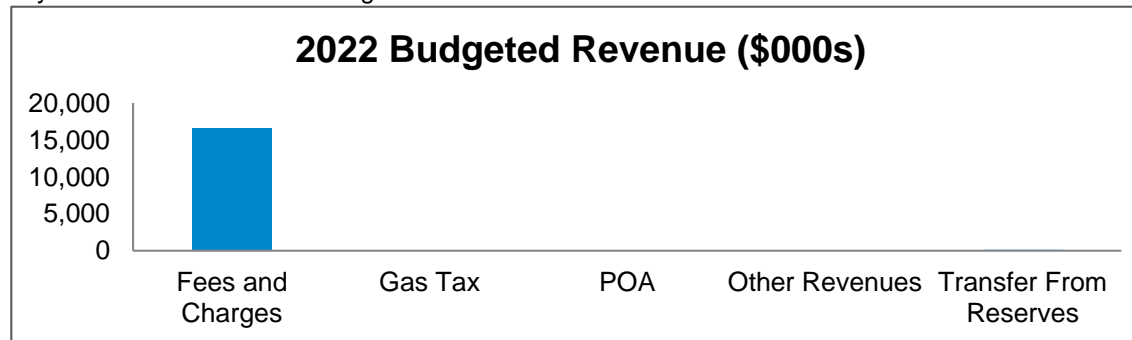 2022 Budgeted Revenue ($000s)
20,000
15,000
10,000
5,000
0
Fees and
Charges
Gas Tax
POA
Other Revenues
Transfer From
Reserves